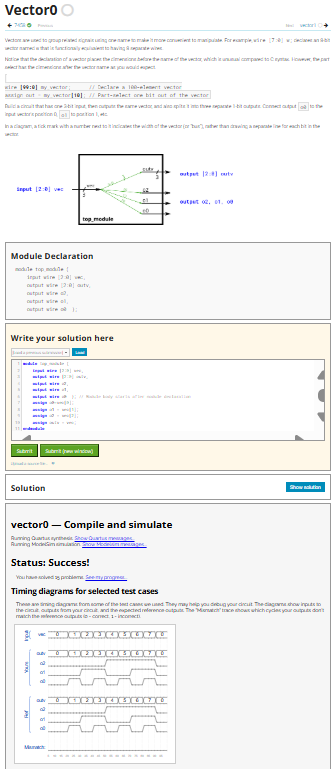 Vector0
Previous
Next
Vectors are used to group related signals using one name to make it more convenient to manipulate. For example, wire [7:0] w; declares an 8-bit
vector named w that is functionally equivalent to having 8 separate wires.
Notice that the declaration of a vector places the dimensions before the name of the vector, which is unusual compared to C syntax. However, the part
select has the dimensions after the vector name as you would expect.
wire [99:0] my_vector; // Declare a 100-element vector
assign out = my_vector[10]; // Part-select one bit out of the vector
Build a circuit that has one 3-bit input, then outputs the same vector, and also splits it into three separate 1-bit outputs. Connect output o0 to the
input vector's position 0, o1 to position 1, etc.
In a diagram, a tick mark with a number next to it indicates the width of the vector (or "bus"), rather than drawing a separate line for each bit in the
vector.
input [2:0] vec
vec
3
outv
3
o2
o1
o0
top_module
output [2:0] outv
output o2, o1, o0
Module Declaration
module top_module (
input wire [2:0] vec,
output wire [2:0] outv,
output wire o2,
output wire o1,
output wire o0 );
Write your solution here
Load
module top_module (
input wire [2:0] vec,
output wire [2:0] outv,
output wire o2,
output wire o1,
output wire o0 ); // Module body starts after module declaration
assign o0 = vec[0];
assign o1 = vec[1];
assign o2 = vec[2];
assign outv = vec;
endmodule
Submit Submit (new window)
Upload a source file...
Solution
Show solution
vector0 — Compile and simulate
Running Quartus synthesis. Show Quartus messages...
Running ModelSim simulation. Show Modelsim messages...
Status: Success!
You have solved 15 problems. See my progress...
Timing diagrams for selected test cases
These are timing diagrams from some of the test cases we used. They may help you debug your circuit. The diagrams show inputs to
the circuit, outputs from your circuit, and the expected reference outputs. The "Mismatch" trace shows which cycles your outputs don't
match the reference outputs (0 = correct, 1 = incorrect).
Input
vec 0 1 2 3 4 5 6 7 0
Yours
outv 0 1 2 3 4 5 6 7 0
o2
o1
o0
Ref
outv 0 1 2 3 4 5 6 7 0
o2
o1
o0
Mismatch